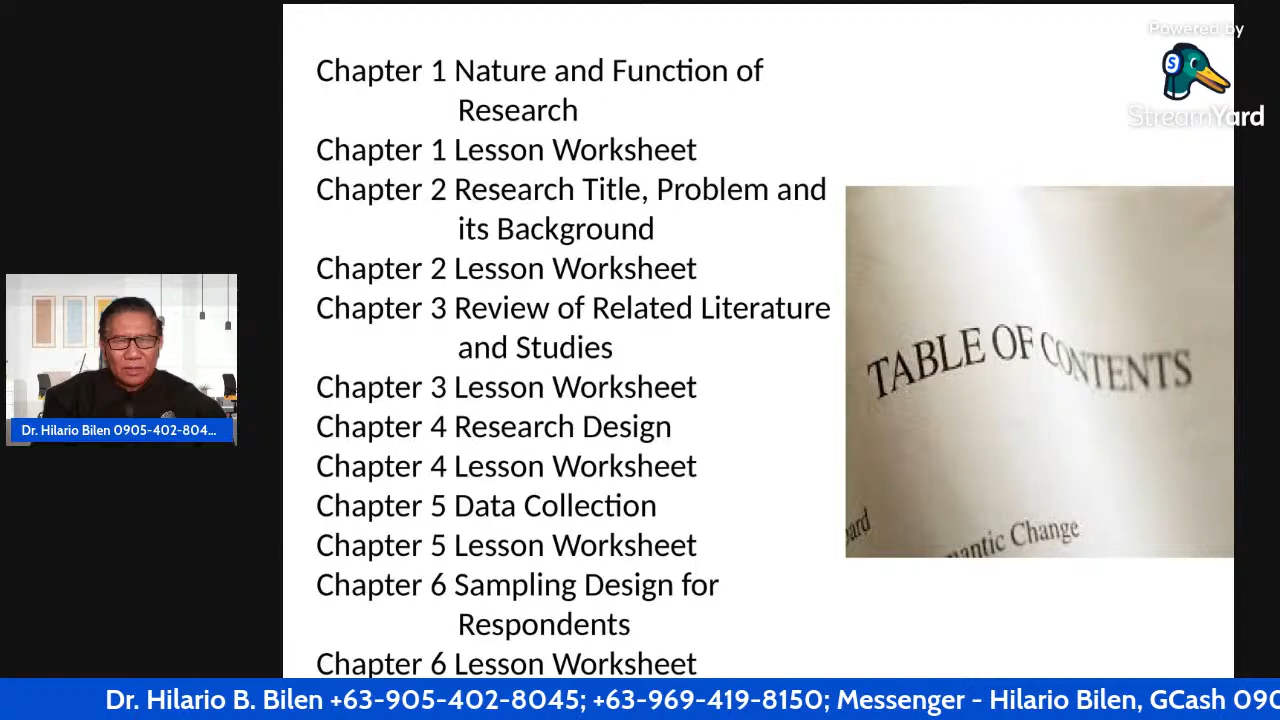 Powered by
StreamYard
Chapter 1 Nature and Function of
Research
Chapter 1 Lesson Worksheet
Chapter 2 Research Title, Problem and
its Background
Chapter 2 Lesson Worksheet
Chapter 3 Review of Related Literature
and Studies
Chapter 3 Lesson Worksheet
Chapter 4 Research Design
Chapter 4 Lesson Worksheet
Chapter 5 Data Collection
Chapter 5 Lesson Worksheet
Chapter 6 Sampling Design for
Respondents
Chapter 6 Lesson Worksheet
TABLE OF CONTENTS
Change
Dr. Hilario Bilen 0905-402-804...
Dr. Hilario B. Bilen +63-905-402-8045; +63-969-419-8150; Messenger - Hilario Bilen, GCash 090